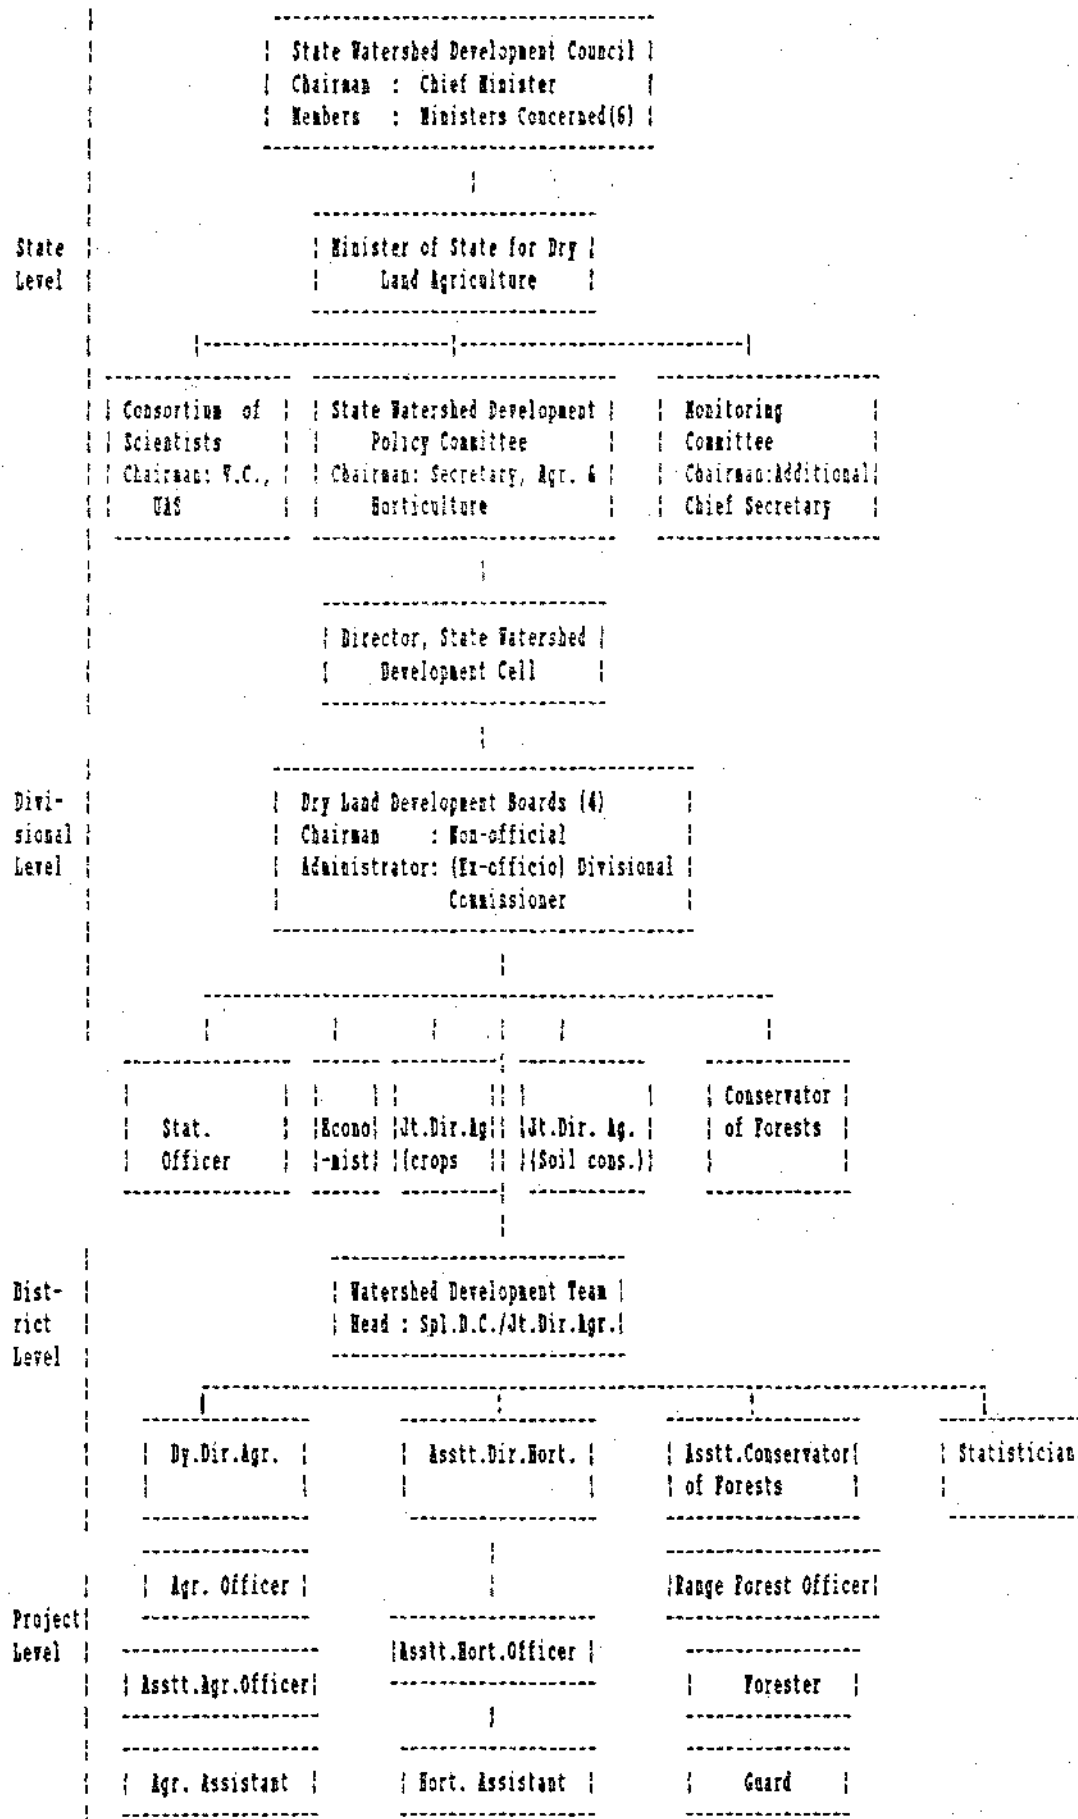 State Watershed Development Council
Chairman : Chief Minister
Members : Ministers Concerned(6)
State
Level
Minister of State for Dry
Land Agriculture
Consortium of
Scientists
Chairman: V.C.,
UAS
State Watershed Development
Policy Committee
Chairman: Secretary, Agr. &
Horticulture
Monitoring
Committee
Chairman:Additional
Chief Secretary
Director, State Watershed
Development Cell
Divi-
sional
Level
Dry Land Development Boards (4)
Chairman : Non-official
Administrator: (Ex-officio) Divisional
Commissioner
Stat.
Officer
Econo
-mist
Jt.Dir.Ag
(crops
Jt.Dir. Ag.
(Soil cons.)
Conservator
of Forests
Dist-
rict
Level
Watershed Development Team
Head : Spl.D.C./Jt.Dir.Agr.
Dy.Dir.Agr.
Asstt.Dir.Hort.
Asstt.Conservator
of Forests
Statistician
Project
Level
Agr. Officer
Range Forest Officer
Asstt.Hort.Officer
Asstt.Agr.Officer
Forester
Agr. Assistant
Hort. Assistant
Guard